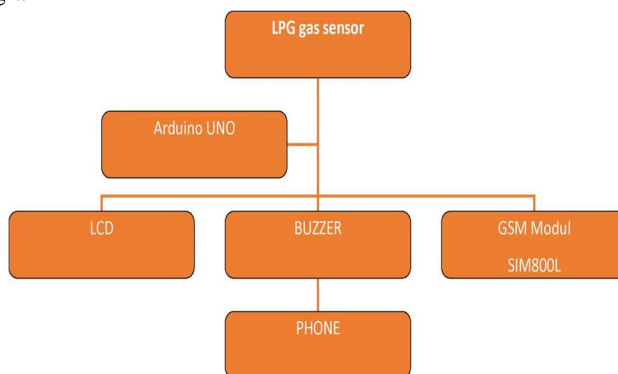 LPG gas sensor
Arduino UNO
LCD
BUZZER
GSM Modul
SIM800L
PHONE